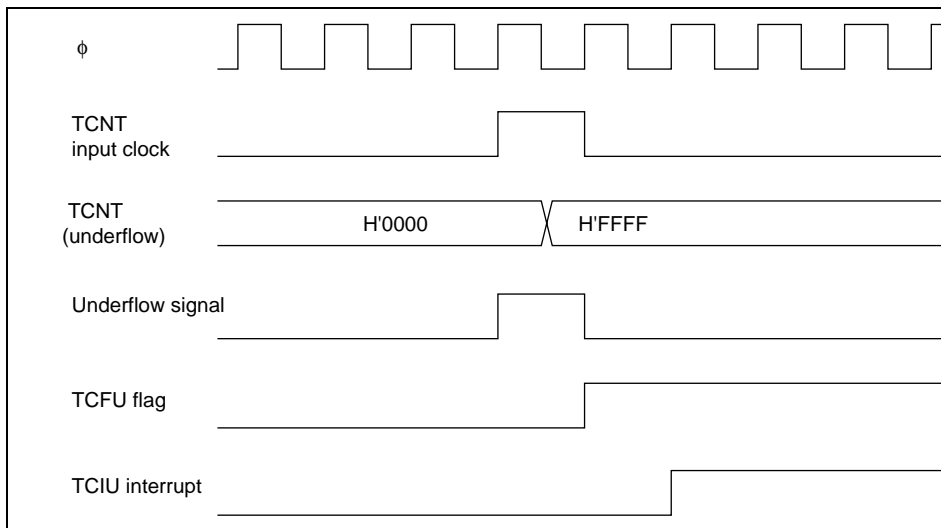 ϕ
TCNT
input clock
TCNT
(underflow)
H'0000
H'FFFF
Underflow signal
TCFU flag
TCIU interrupt